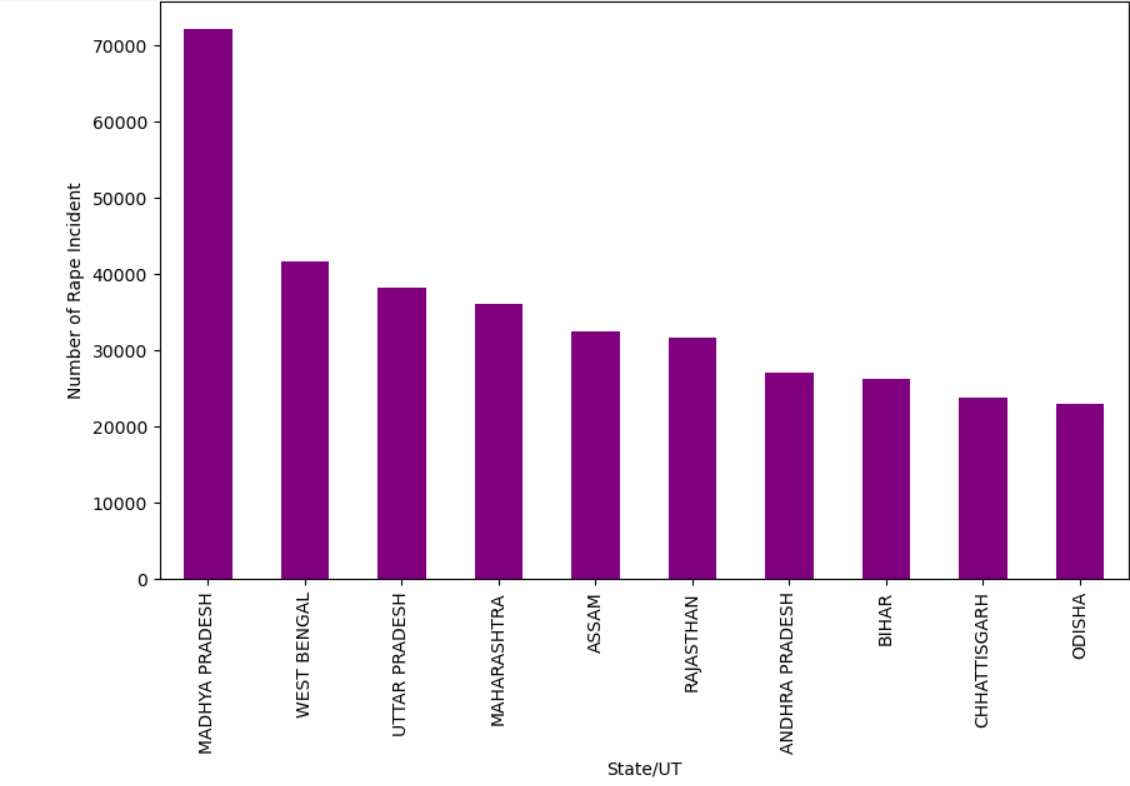 70000
60000
50000
40000
30000
20000
10000
0
Number of Rape Incident
MADHYA PRADESH
WEST BENGAL
UTTAR PRADESH
MAHARASHTRA
ASSAM
RAJASTHAN
ANDHRA PRADESH
BIHAR
CHHATTISGARH
ODISHA
State/UT